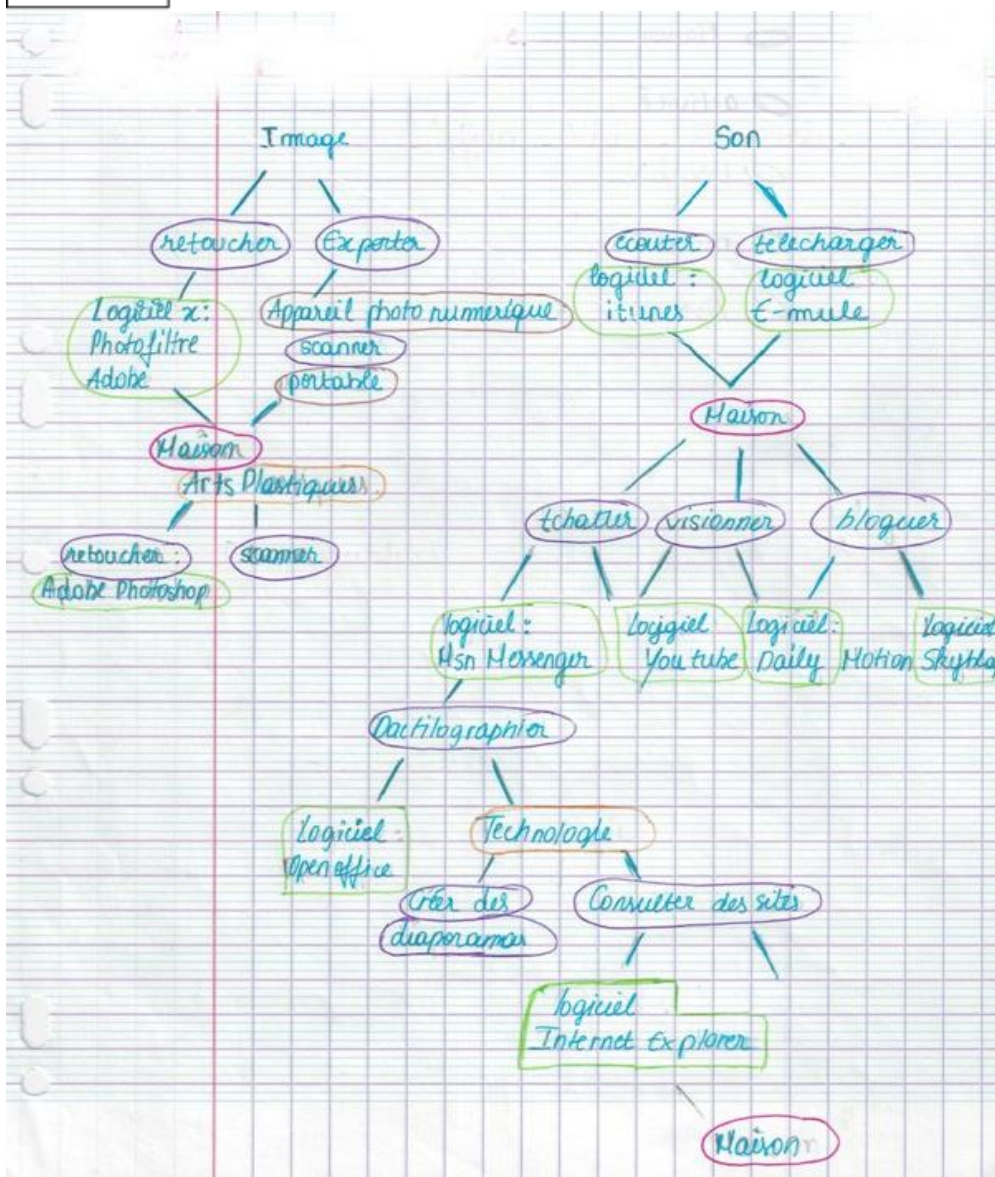 Image
retoucher
Exporter
Logiciel x:
Photofiltre
Adobe
Appareil photo numerique
scanner
portable
Maison
Arts Plastiques
retoucher:
Adobe Photoshop
scanner
Son
ecouter
telecharger
logiciel :
itunes
logiciel :
E-mule
Maison
tchatter
visionner
bloguer
logiciel :
Msn Messenger
Logigiel
You tube
Logiciel:
Daily Motion
Logiciel
Dactilographier
Logiciel :
Open office
Technologie
Créer des
diaporamas
Consulter des sites
logiciel
Internet Explorer
Maison